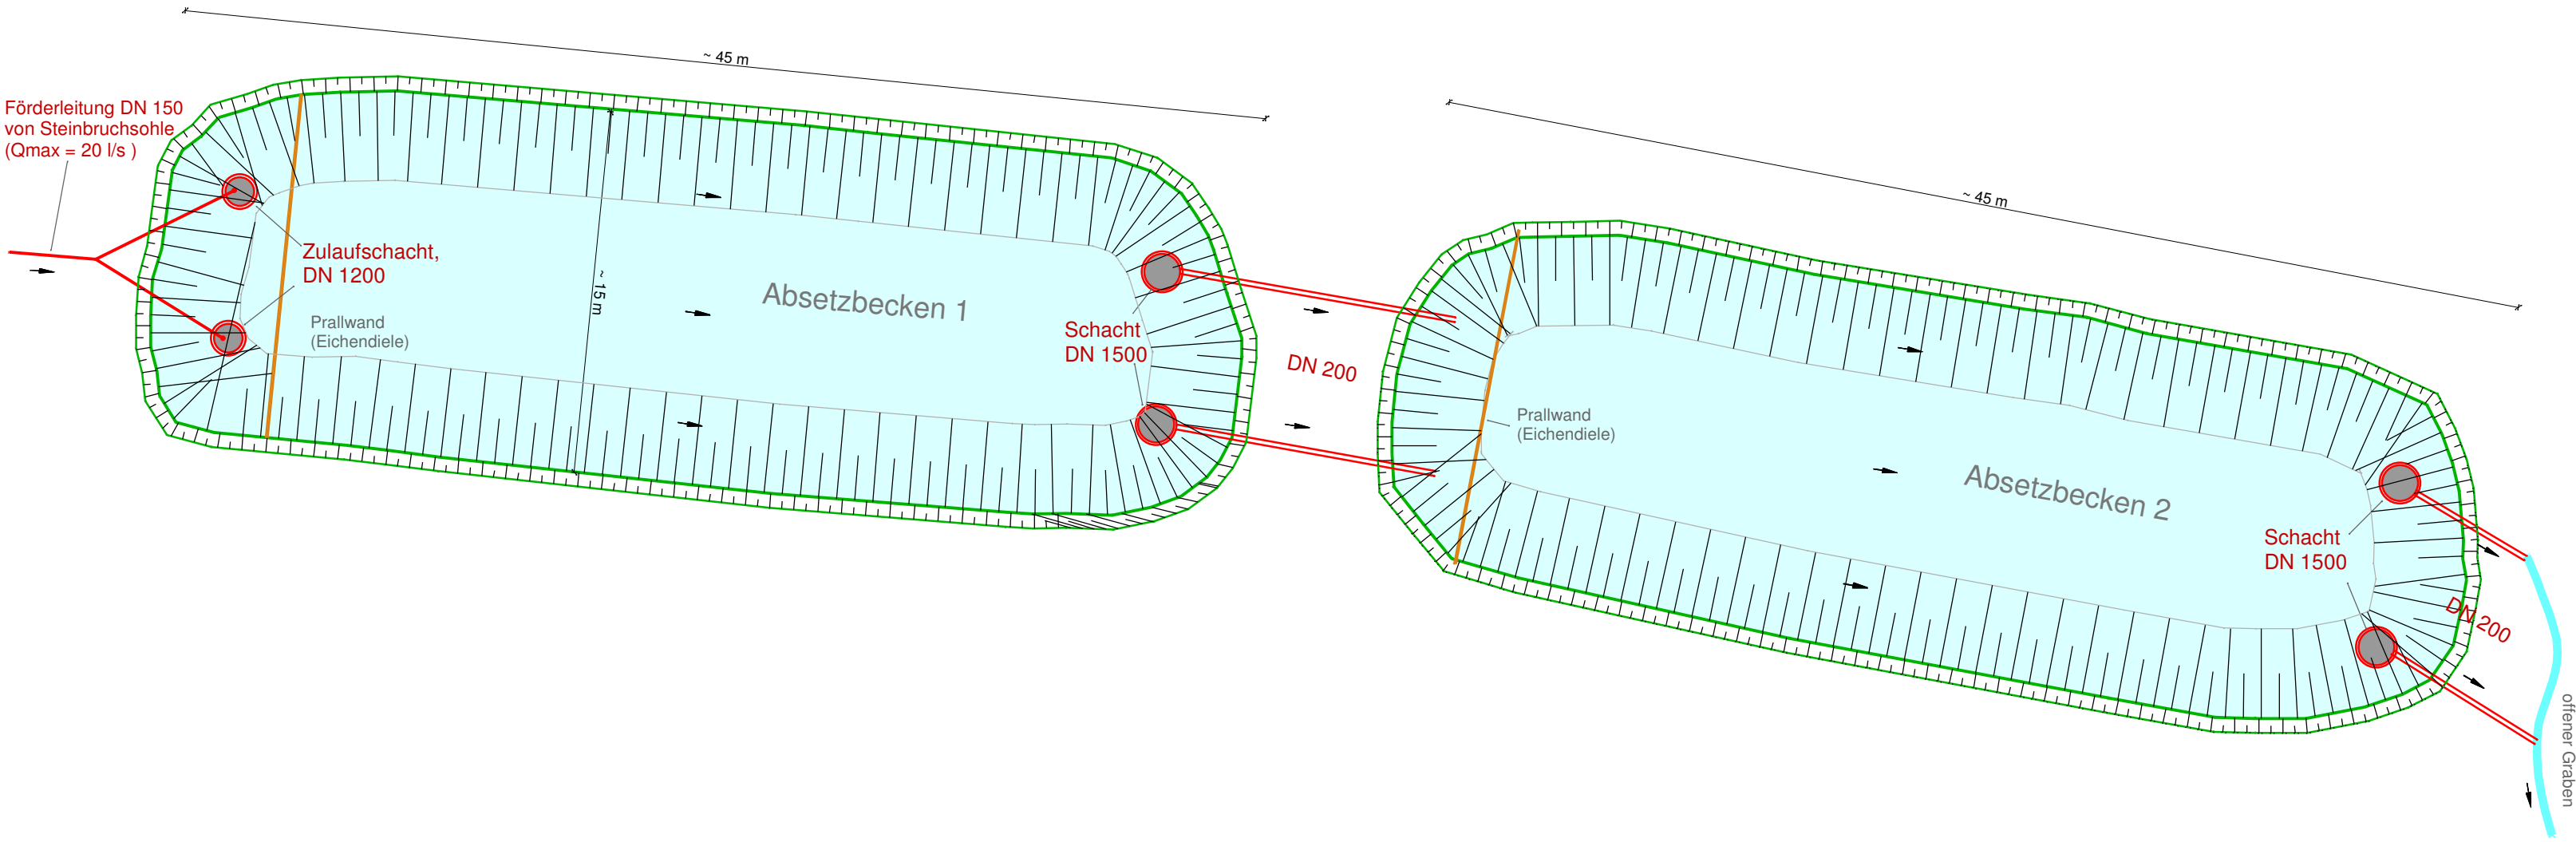 ~ 45 m
Förderleitung DN 150
von Steinbruchsohle
(Qmax = 20 l/s )
Zulaufschacht,
DN 1200
Prallwand
(Eichendiele)
~ 15 m
Absetzbecken 1
Schacht
DN 1500
DN 200
~ 45 m
Prallwand
(Eichendiele)
Absetzbecken 2
Schacht
DN 1500
DN 200
offener Graben